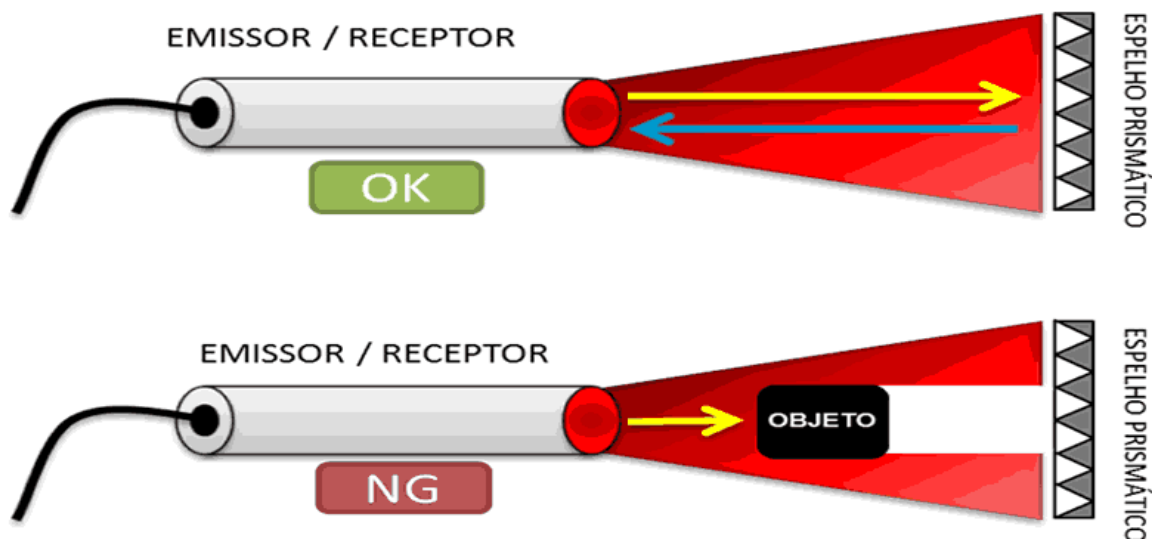 EMISSOR / RECEPTOR
OK
ESPELHO PRISMÁTICO
EMISSOR / RECEPTOR
OBJETO
NG
ESPELHO PRISMÁTICO